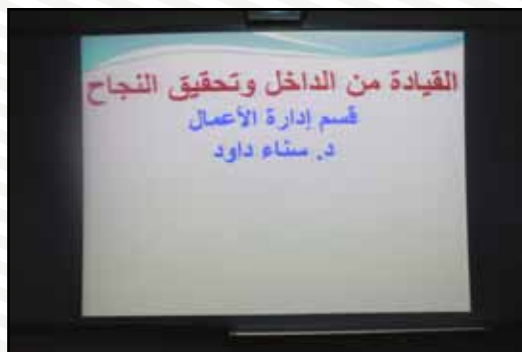 القيادة من الداخل وتحقيق النجاح
قسم إدارة الأعمال
د. سناء داود